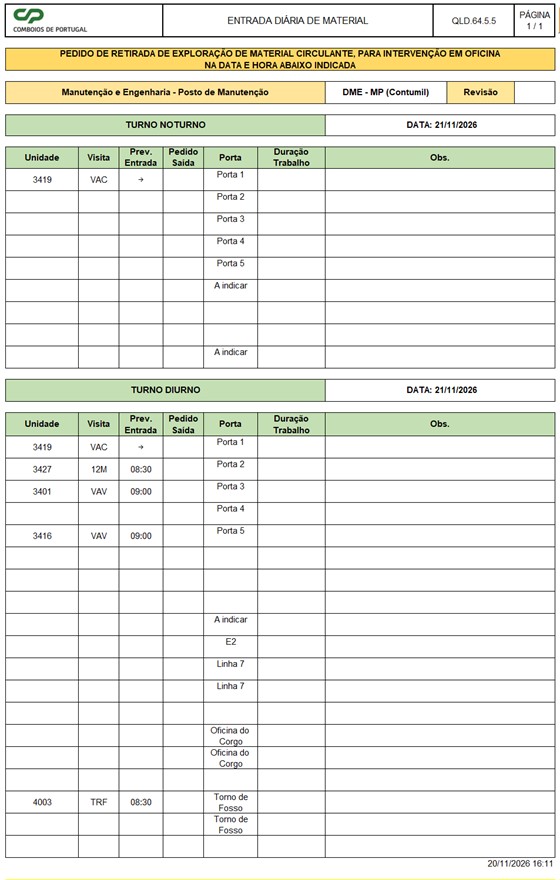 CP
COMBOIOS DE PORTUGAL
ENTRADA DIÁRIA DE MATERIAL
QLD.64.5.5
PÁGINA
1 / 1
PEDIDO DE RETIRADA DE EXPLORAÇÃO DE MATERIAL CIRCULANTE, PARA INTERVENÇÃO EM OFICINA
NA DATA E HORA ABAIXO INDICADA
Manutenção e Engenharia - Posto de Manutenção DME - MP (Contumil) Revisão
TURNO NOTURNO DATA: 21/11/2026
Unidade Visita Prev. Entrada Pedido Saída Porta Duração Trabalho Obs.
3419 VAC → Porta 1
Porta 2
Porta 3
Porta 4
Porta 5
A indicar
A indicar
TURNO DIURNO DATA: 21/11/2026
Unidade Visita Prev. Entrada Pedido Saída Porta Duração Trabalho Obs.
3419 VAC → Porta 1
3427 12M 08:30 Porta 2
3401 VAV 09:00 Porta 3
Porta 4
3416 VAV 09:00 Porta 5
A indicar
E2
Linha 7
Linha 7
Oficina do Corgo
Oficina do Corgo
4003 TRF 08:30 Torno de Fosso
Torno de Fosso
20/11/2026 16:11